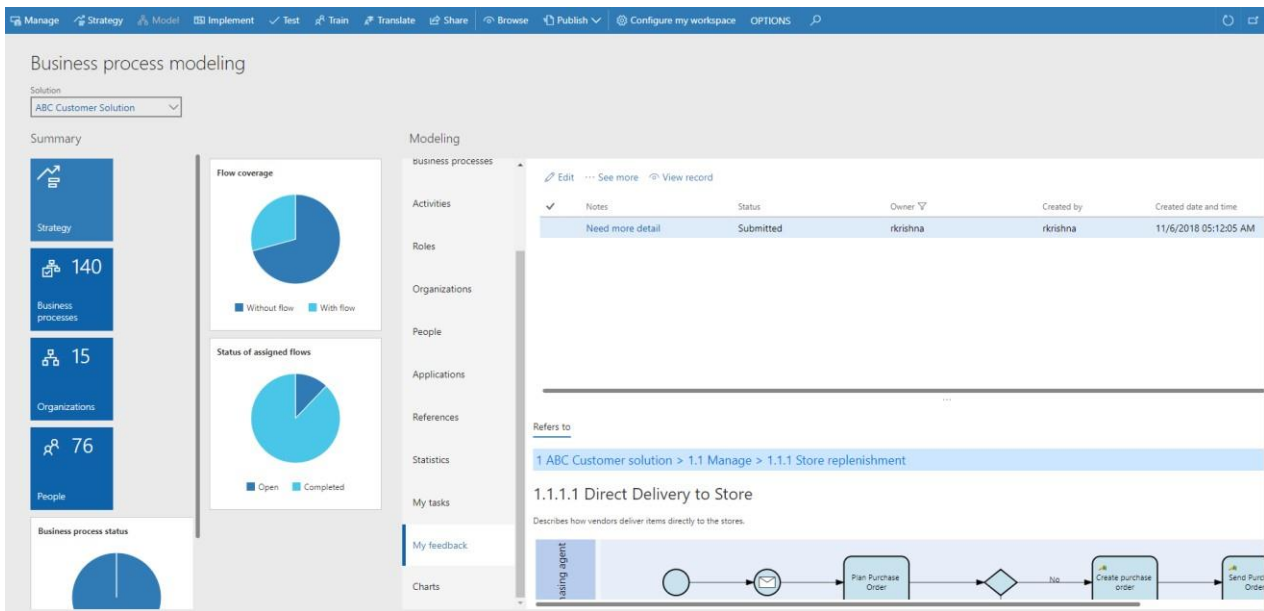 Manage Strategy Model Implement Test Train Translate Share Browse Publish Configure my workspace OPTIONS
Business process modeling
Solution
ABC Customer Solution
Summary
Strategy
140
Business
processes
15
Organizations
76
People
Business process status
Flow coverage
Without flow With flow
Status of assigned flows
Open Completed
Modeling
Business processes
Activities
Roles
Organizations
People
Applications
References
Statistics
My tasks
My feedback
Charts
Edit ··· See more View record
Notes Status Owner Created by Created date and time
Need more detail Submitted rkrishna rkrishna 11/6/2018 05:12:05 AM
Refers to
1 ABC Customer solution > 1.1 Manage > 1.1.1 Store replenishment
1.1.1.1 Direct Delivery to Store
Describes how vendors deliver items directly to the stores.
hasing agent
Plan Purchase
Order
No
Create purchase
order
Send Purc
Orde